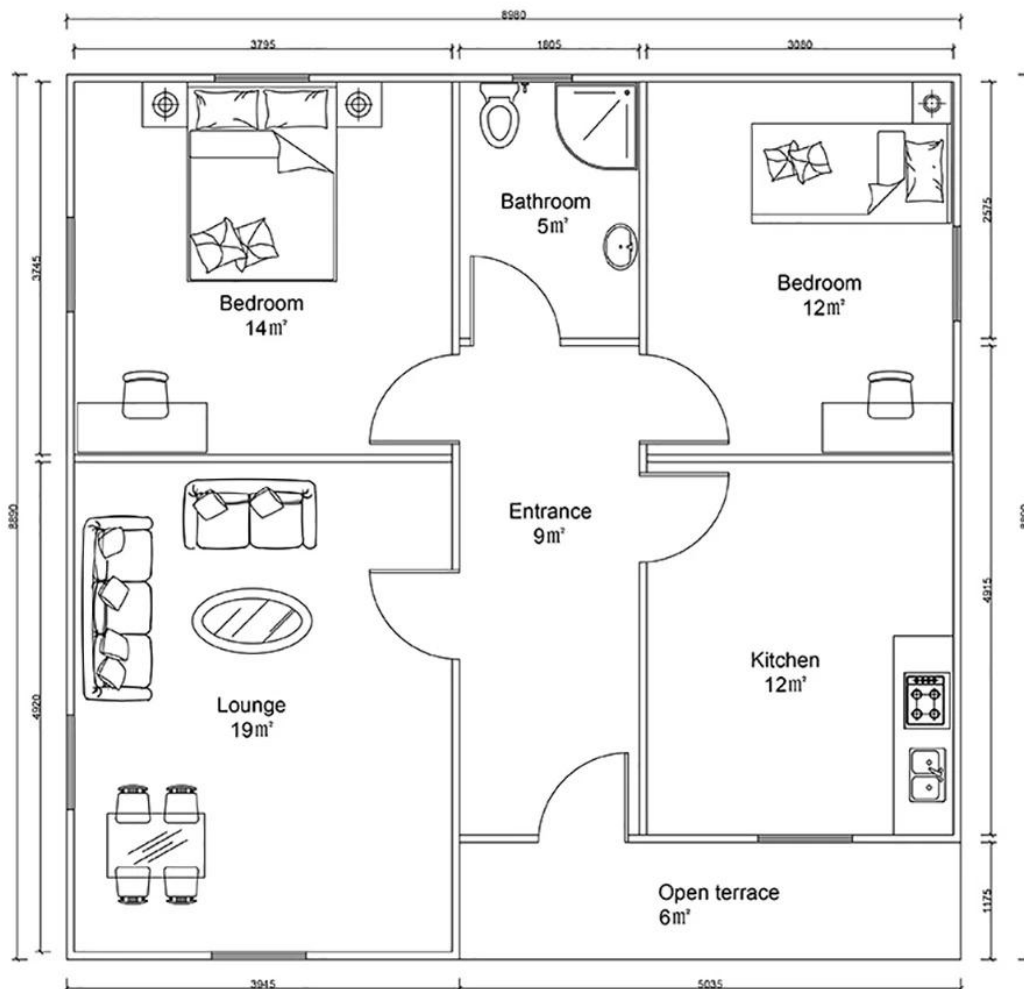 8980
3795
1805
3080
Bathroom
5m²
2575
3745
Bedroom
14m²
Bedroom
12m²
8890
Entrance
9m²
4915
4920
Kitchen
12m²
Lounge
19m²
Open terrace
6m²
1175
3945
5035